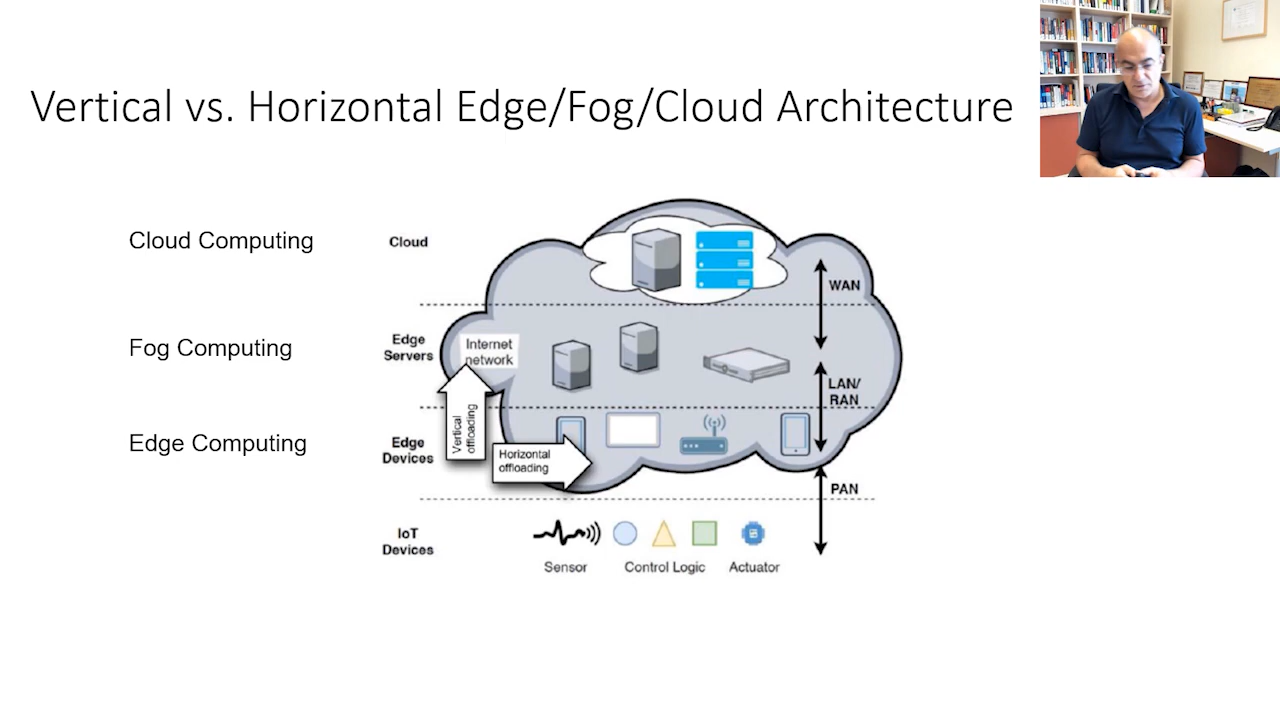 Vertical vs. Horizontal Edge/Fog/Cloud Architecture
Cloud Computing
Cloud
WAN
Fog Computing
Edge
Servers
Internet
network
LAN/
RAN
Edge Computing
Edge
Devices
Vertical
offloading
Horizontal
offloading
PAN
IoT
Devices
Sensor
Control Logic
Actuator